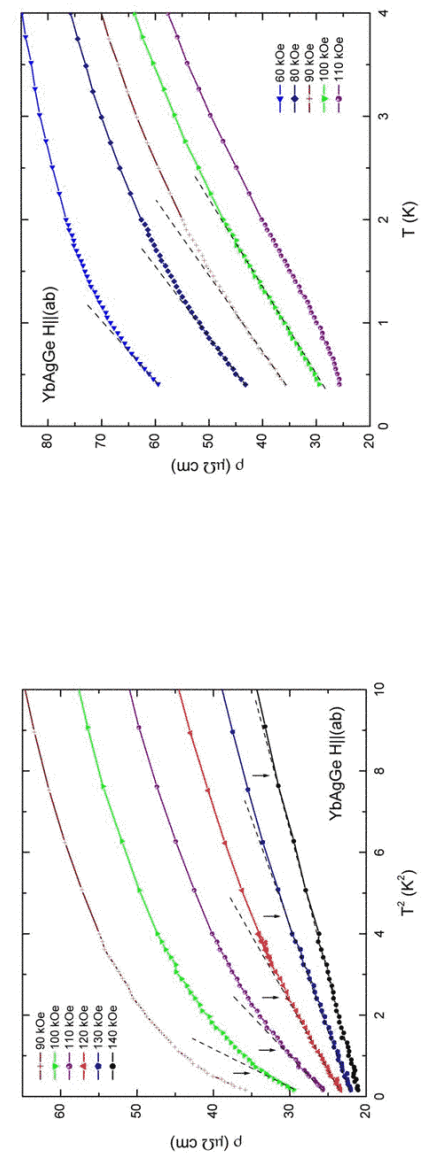 85
80
70
60
50
40
30
20
ρ (μΩ cm)
YbAgGe H||(ab)
60 kOe
80 kOe
90 kOe
100 kOe
110 kOe
0
1
2
3
4
T (K)
60
50
40
30
20
ρ (μΩ cm)
90 kOe
100 kOe
110 kOe
120 kOe
130 kOe
140 kOe
YbAgGe H||(ab)
0
2
4
6
8
10
T² (K²)